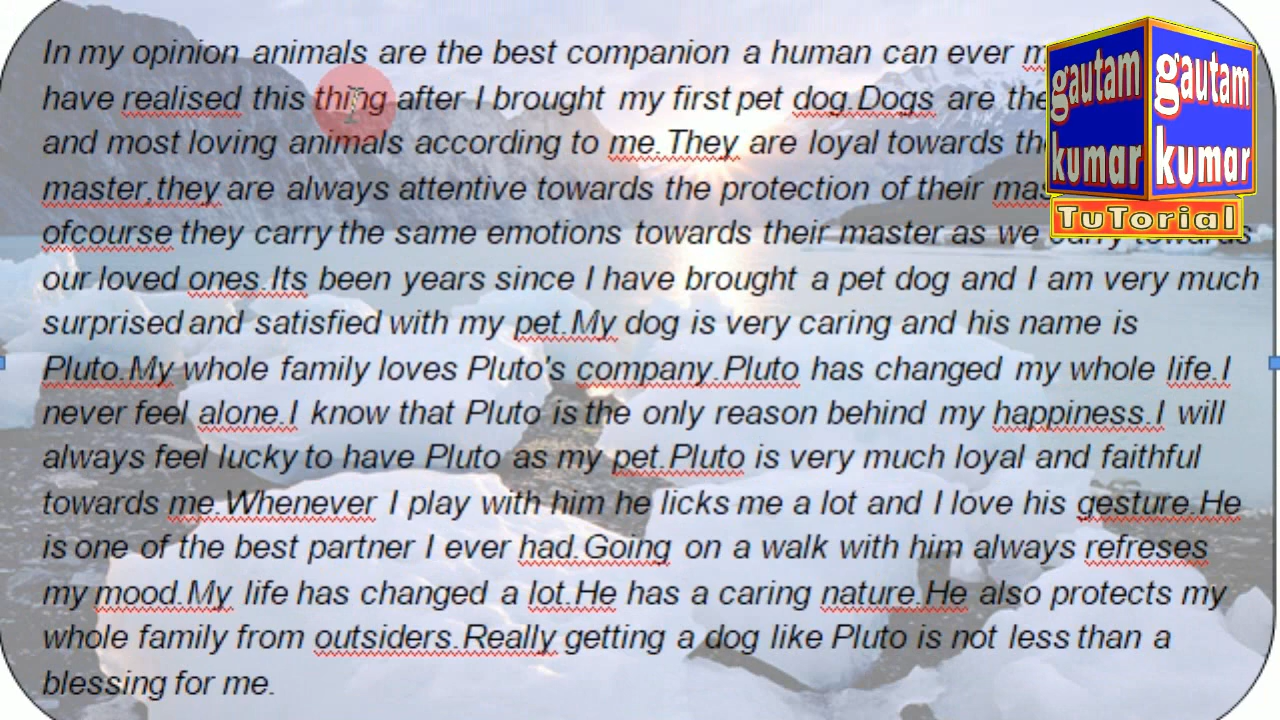 In my opinion animals are the best companion a human can ever
have realised this thing after I brought my first pet dog.Dogs are the
and most loving animals according to me.They are loyal towards
master,they are always attentive towards the protection of their
ofcourse they carry the same emotions towards their master as we carry towards
our loved ones.Its been years since I have brought a pet dog and I am very much
surprised and satisfied with my pet.My dog is very caring and his name is
Pluto.My whole family loves Pluto's company.Pluto has changed my whole life.I
never feel alone.I know that Pluto is the only reason behind my happiness.I will
always feel lucky to have Pluto as my pet.Pluto is very much loyal and faithful
towards me.Whenever I play with him he licks me a lot and I love his gesture.He
is one of the best partner I ever had.Going on a walk with him always refreses
my mood.My life has changed a lot.He has a caring nature.He also protects my
whole family from outsiders.Really getting a dog like Pluto is not less than a
blessing for me.
gautam gautam
kumar kumar
TuTorial